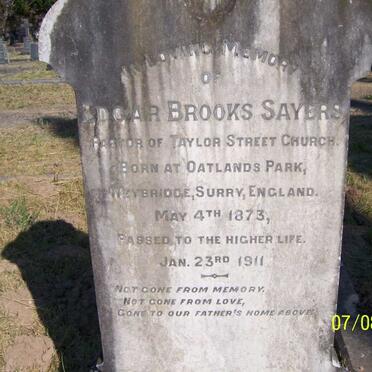 IN LOVING MEMORY
OF
EDGAR BROOKS SAYERS
PASTOR OF TAYLOR STREET CHURCH.
BORN AT OATLANDS PARK,
WEYBRIDGE, SURRY, ENGLAND.
MAY 4TH 1873,
PASSED TO THE HIGHER LIFE.
JAN. 23RD 1911
NOT GONE FROM MEMORY,
NOT GONE FROM LOVE,
GONE TO OUR FATHER'S HOME ABOVE.
07/08